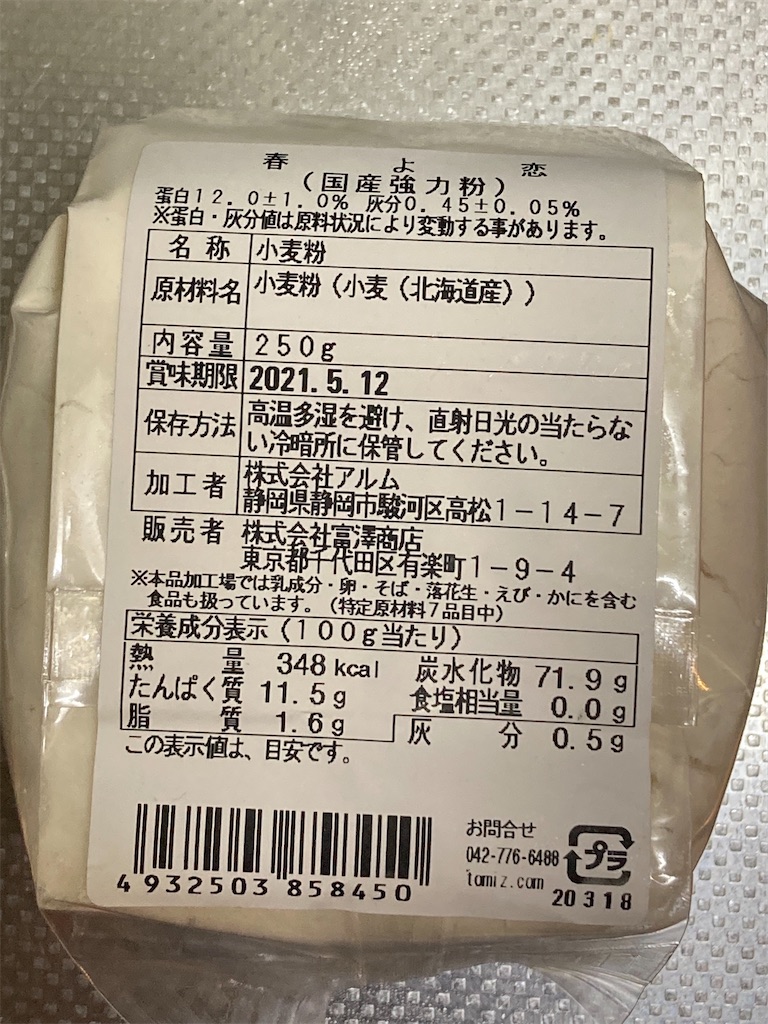 春よ恋
（国産強力粉）
蛋白12.0±1.0% 灰分0.45±0.05%
※蛋白・灰分値は原料状況により変動する事があります。
名称 小麦粉
原材料名 小麦粉（小麦（北海道産））
内容量 250g
賞味期限 2021.5.12
保存方法 高温多湿を避け、直射日光の当たらな
い冷暗所に保管してください。
加工者 株式会社アルム
静岡県静岡市駿河区高松1-14-7
販売者 株式会社富澤商店
東京都千代田区有楽町1-9-4
※本品加工場では乳成分・卵・そば・落花生・えび・かにを含む
食品も扱っています。（特定原材料7品目中）
栄養成分表示（100g当たり）
熱量 348kcal 炭水化物 71.9g
たんぱく質 11.5g 食塩相当量 0.0g
脂質 1.6g 灰分 0.5g
この表示値は、目安です。
お問合せ
042-776-6488
tomiz.com
プラ
20318
4932503858450